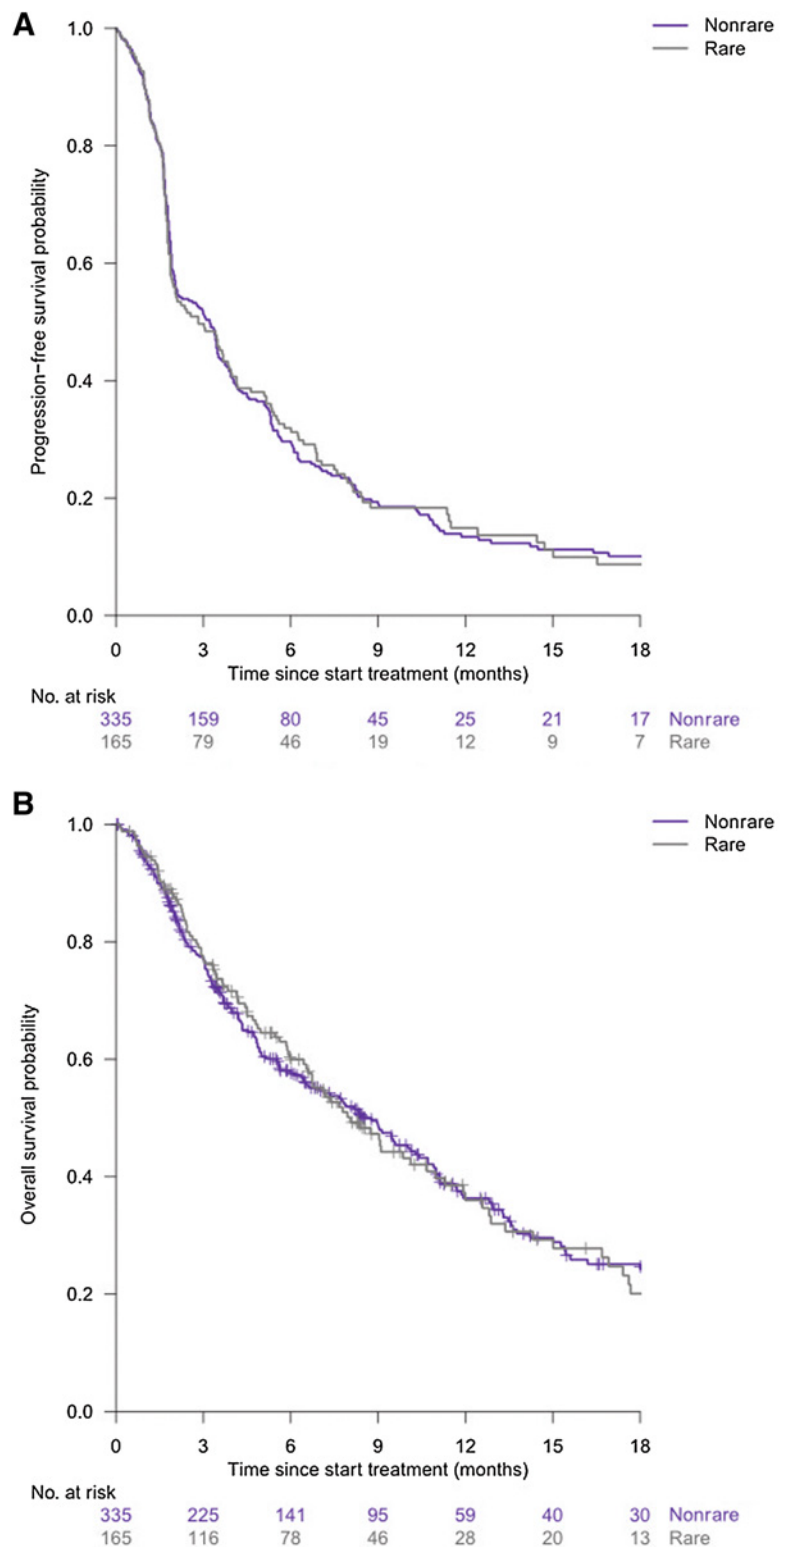 A
Nonrare
Rare
1.0
0.8
0.6
0.4
0.2
0.0
Progression-free survival probability
0 3 6 9 12 15 18
Time since start treatment (months)
No. at risk
335 159 80 45 25 21 17 Nonrare
165 79 46 19 12 9 7 Rare
B
Nonrare
Rare
1.0
0.8
0.6
0.4
0.2
0.0
Overall survival probability
0 3 6 9 12 15 18
Time since start treatment (months)
No. at risk
335 225 141 95 59 40 30 Nonrare
165 116 78 46 28 20 13 Rare